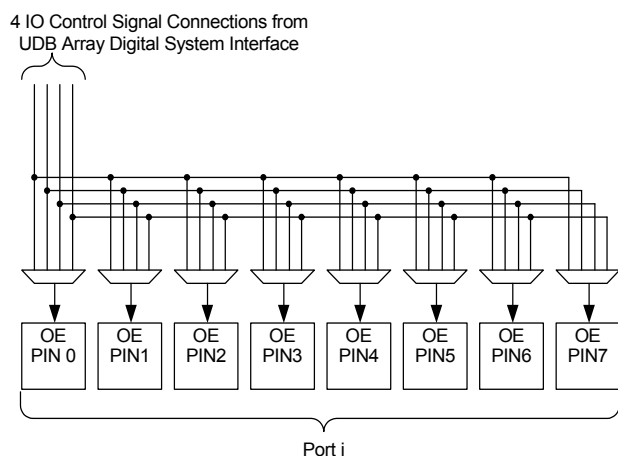 4 IO Control Signal Connections from
UDB Array Digital System Interface
OE
PIN 0
OE
PIN1
OE
PIN2
OE
PIN3
OE
PIN4
OE
PIN5
OE
PIN6
OE
PIN7
Port i